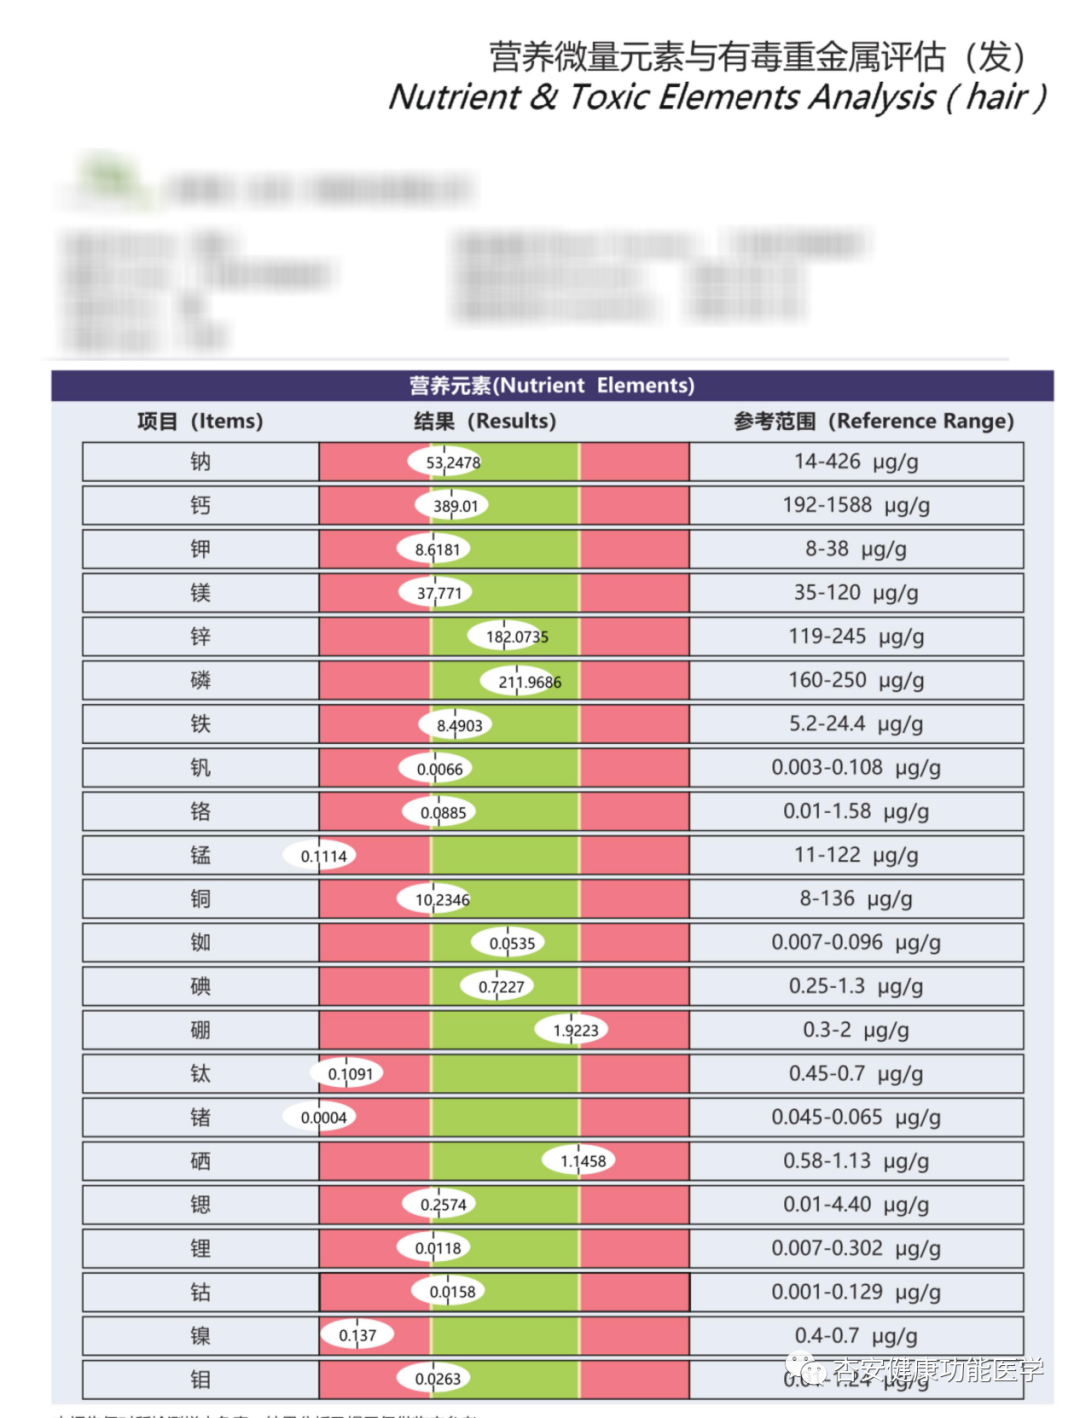 营养微量元素与有毒重金属评估（发）
Nutrient & Toxic Elements Analysis ( hair )
营养元素(Nutrient Elements)
项目 (Items) 结果 (Results) 参考范围 (Reference Range)
钠 53.2478 14-426 μg/g
钙 389.01 192-1588 μg/g
钾 8.6181 8-38 μg/g
镁 37.771 35-120 μg/g
锌 182.0735 119-245 μg/g
磷 211.9686 160-250 μg/g
铁 8.4903 5.2-24.4 μg/g
钒 0.0066 0.003-0.108 μg/g
铬 0.0885 0.01-1.58 μg/g
锰 0.1114 11-122 μg/g
铜 10.2346 8-136 μg/g
铷 0.0535 0.007-0.096 μg/g
碘 0.7227 0.25-1.3 μg/g
硼 1.9223 0.3-2 μg/g
钛 0.1091 0.45-0.7 μg/g
锗 0.0004 0.045-0.065 μg/g
硒 1.1458 0.58-1.13 μg/g
锶 0.2574 0.01-4.40 μg/g
锂 0.0118 0.007-0.302 μg/g
钴 0.0158 0.001-0.129 μg/g
镍 0.137 0.4-0.7 μg/g
钼 0.0263 0.01-1.24 μg/g
杏安健康功能医学